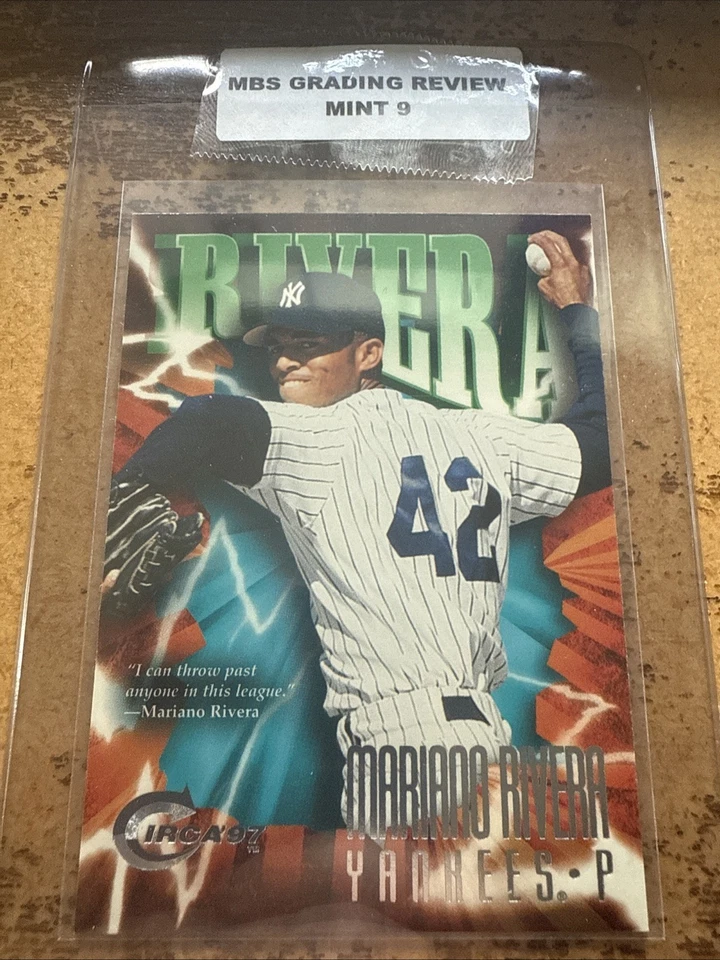 MBS GRADING REVIEW
MINT 9
RIVERA
NY
42
"I can throw past
anyone in this league."
—Mariano Rivera
MARIANO RIVERA
YANKEES. • P
CIRCA '97 TM